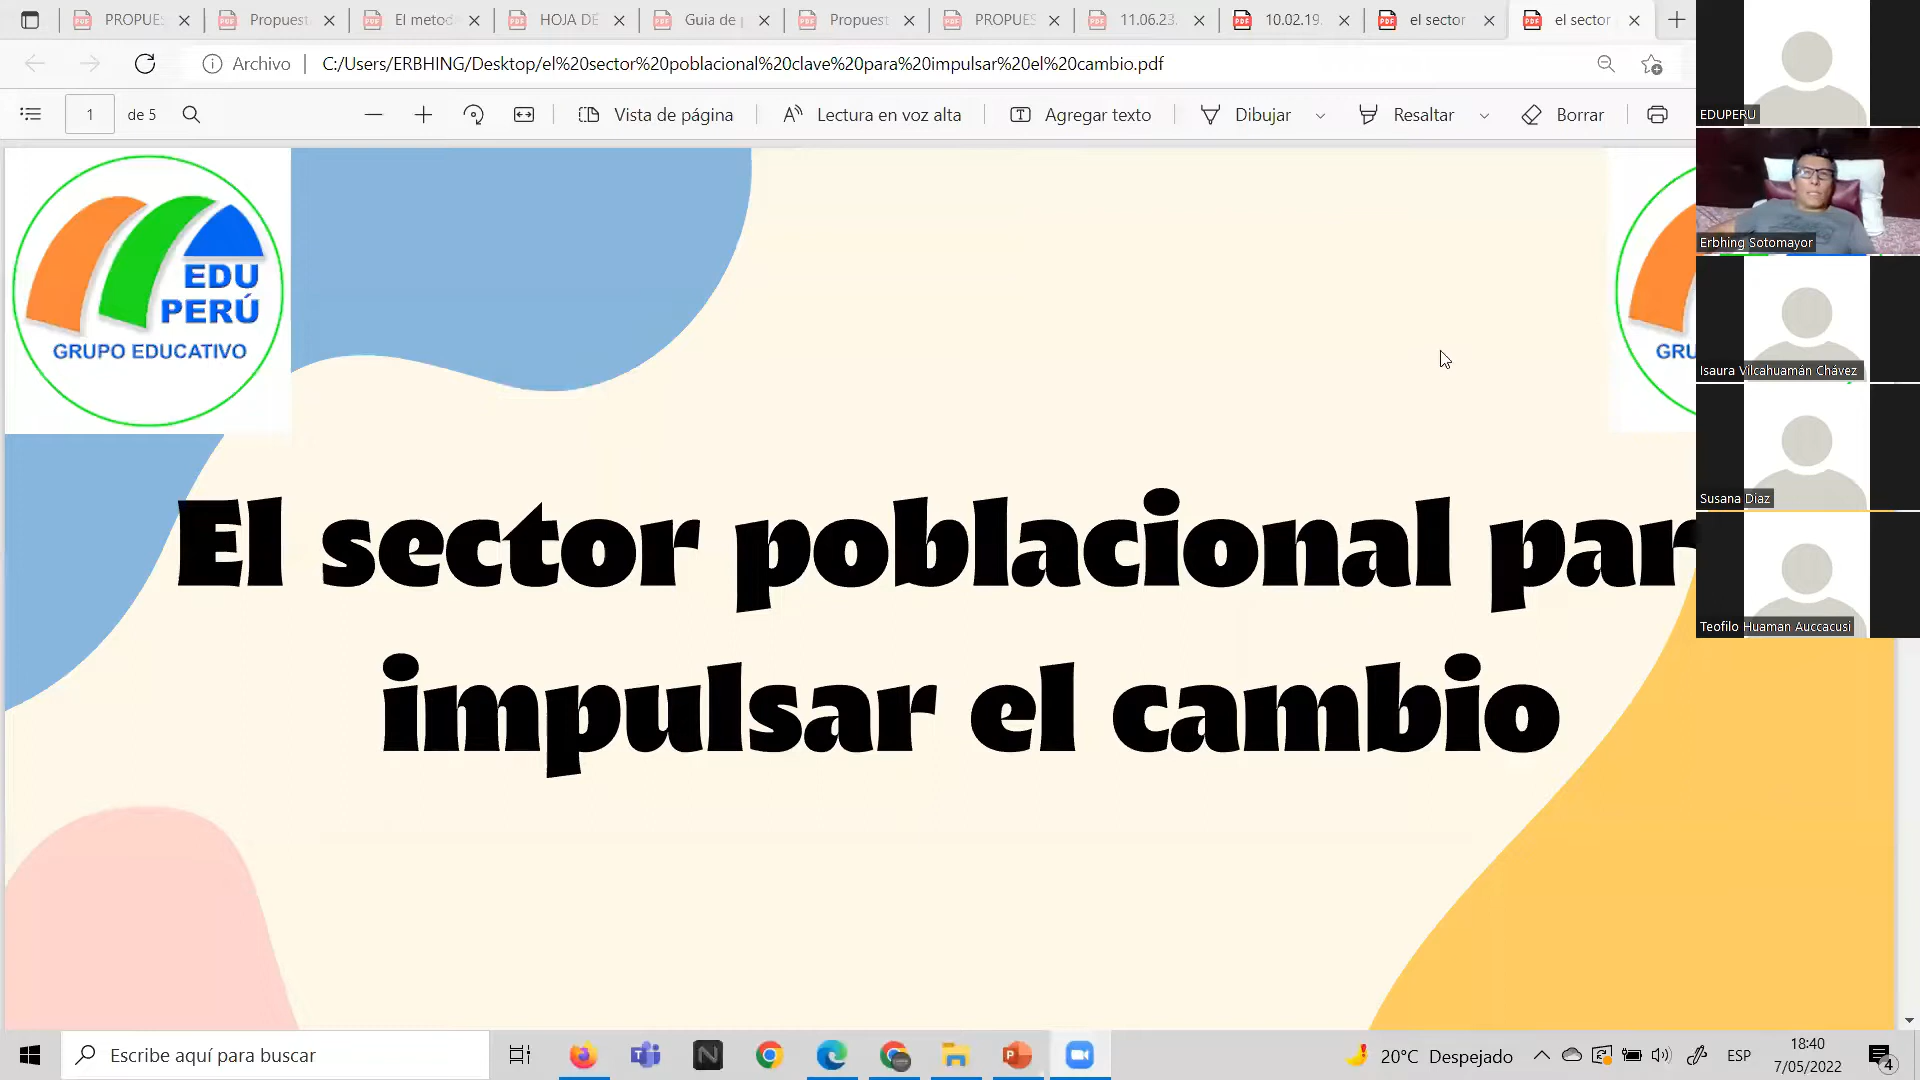 PROPUES
Propuest
El metod
HOJA DE
Guia de p
Propuest
PROPUES
11.06.23.
10.02.19.
el sector
el sector
Archivo
C:/Users/ERBHING/Desktop/el%20sector%20poblacional%20clave%20para%20impulsar%20el%20cambio.pdf
1 de 5
Vista de página
Lectura en voz alta
Agregar texto
Dibujar
Resaltar
Borrar
EDU
PERÚ
GRUPO EDUCATIVO
GRU
El sector poblacional par
impulsar el cambio
EDUPERU
Erbhing Sotomayor
Isaura Vilcahuamán Chávez
Susana Diaz
Teofilo Huaman Auccacusi
Escribe aquí para buscar
20°C Despejado
ESP
18:40
7/05/2022
4